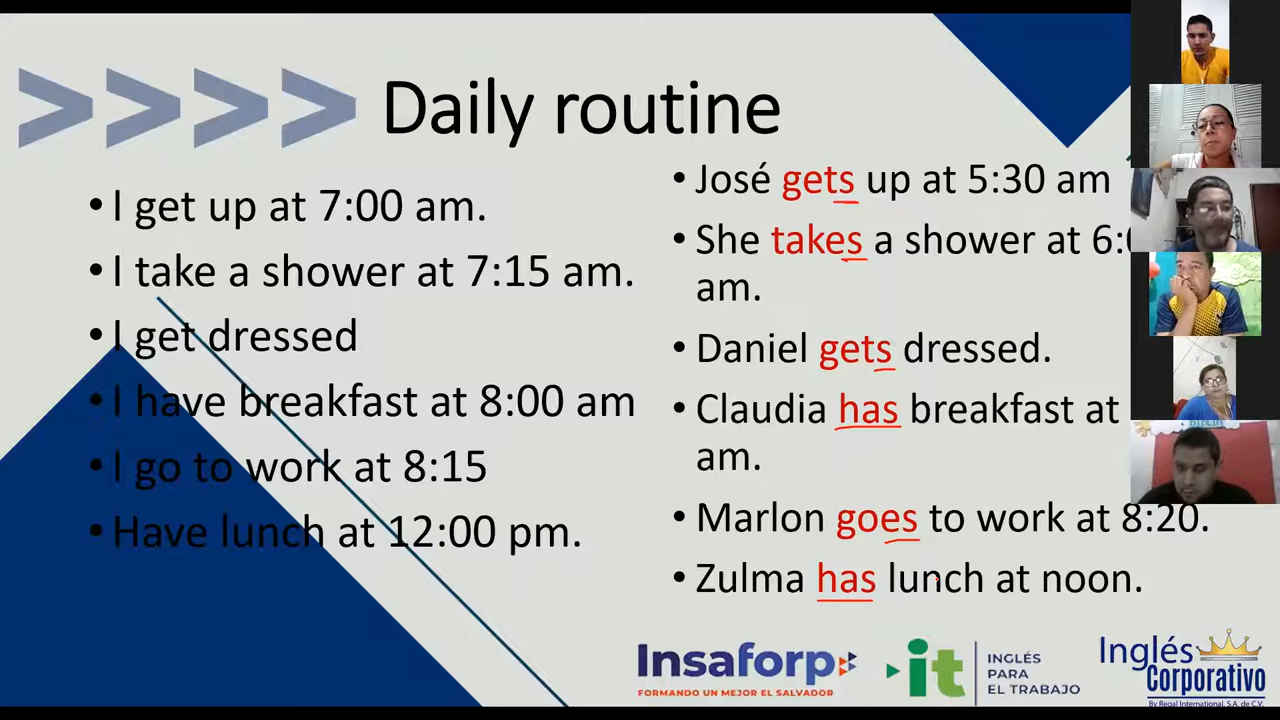 >>>> Daily routine
• I get up at 7:00 am.
• I take a shower at 7:15 am.
• I get dressed
• I have breakfast at 8:00 am
• I go to work at 8:15
• Have lunch at 12:00 pm.
• José gets up at 5:30 am
• She takes a shower at
am.
• Daniel gets dressed.
• Claudia has breakfast at
am.
• Marlon goes to work at 8:20.
• Zulma has lunch at noon.
Insaforp
FORMANDO UN MEJOR EL SALVADOR
it
INGLÉS
PARA
EL TRABAJO
Inglés
Corporativo
By Regal International, S.A. de C.V.